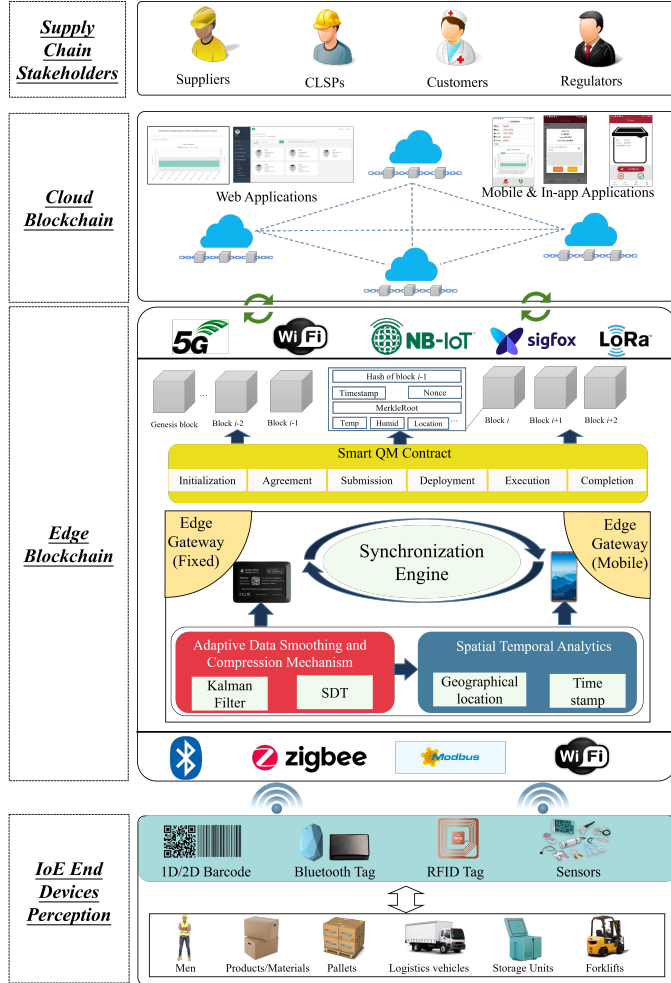 Supply
Chain
Stakeholders
Suppliers
CLSPs
Customers
Regulators
Cloud
Blockchain
Web Applications
Mobile & In-app Applications
Edge
Blockchain
5G
WiFi
NB-IoT
sigfox
LoRa
Hash of block i-1
Timestamp
Nonce
MerkleRoot
Temp
Humid
Location
...
...
Genesis block
Block i-2
Block i-1
Block i
Block i+1
Block i+2
Smart QM Contract
Initialization
Agreement
Submission
Deployment
Execution
Completion
Edge
Gateway
(Fixed)
Synchronization
Engine
Edge
Gateway
(Mobile)
Adaptive Data Smoothing and
Compression Mechanism
Kalman
Filter
SDT
Spatial Temporal Analytics
Geographical
location
Time
stamp
zigbee
Modbus
WiFi
IoE End
Devices
Perception
1D/2D Barcode
Bluetooth Tag
RFID Tag
Sensors
Men
Products/Materials
Pallets
Logistics vehicles
Storage Units
Forklifts